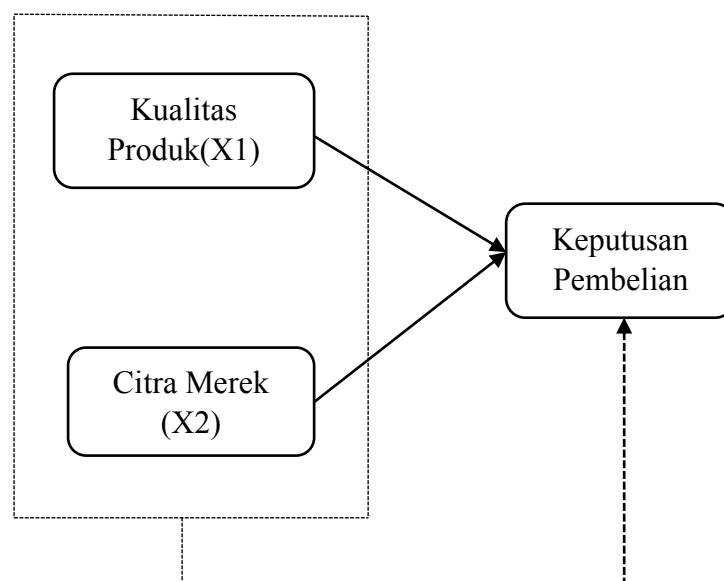 Kualitas
Produk(X1)
Keputusan
Pembelian
Citra Merek
(X2)